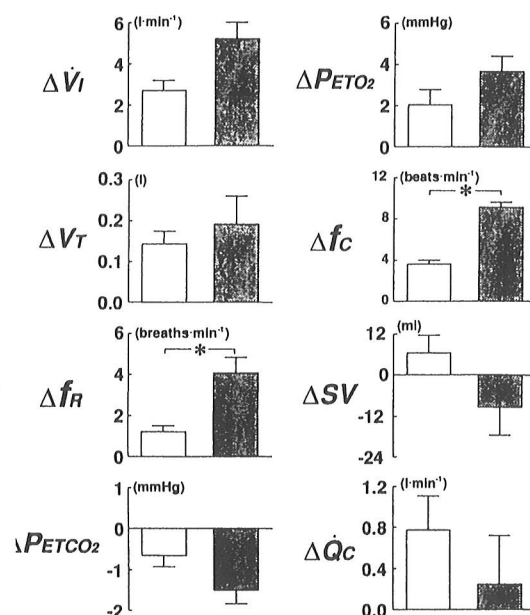 6 (l·min⁻¹)
4
ΔV̇I
2
0
6 (mmHg)
4
ΔPETO₂
2
0
0.3 (l)
0.2
ΔVT
0.1
0.0
12 (beats·min⁻¹)
*
8
ΔfC
4
0
6 (breaths·min⁻¹)
*
4
ΔfR
2
0
12 (ml)
0
ΔSV
-12
-24
1 (mmHg)
0
ΔPETCO₂
-1
-2
1.2 (l·min⁻¹)
0.8
ΔQ̇C
0.4
0.0